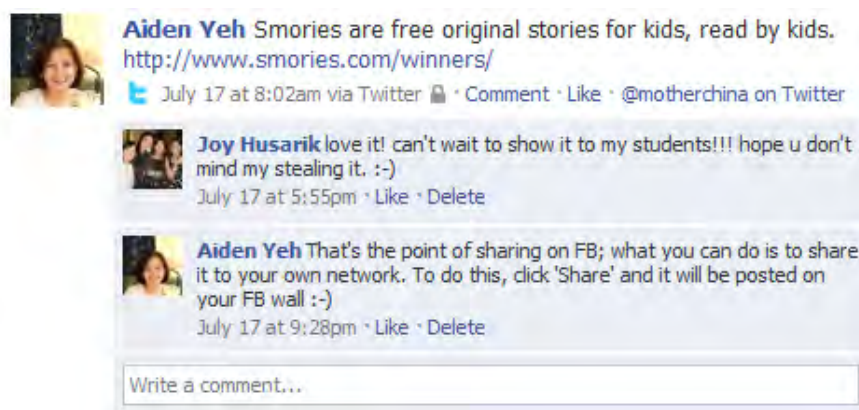 Aiden Yeh Smories are free original stories for kids, read by kids.
http://www.smories.com/winners/
July 17 at 8:02am via Twitter · Comment · Like · @motherchina on Twitter
Joy Husarik love it! can't wait to show it to my students!!! hope u don't
mind my stealing it. :-)
July 17 at 5:55pm · Like · Delete
Aiden Yeh That's the point of sharing on FB; what you can do is to share
it to your own network. To do this, click 'Share' and it will be posted on
your FB wall :-)
July 17 at 9:28pm · Like · Delete
Write a comment...